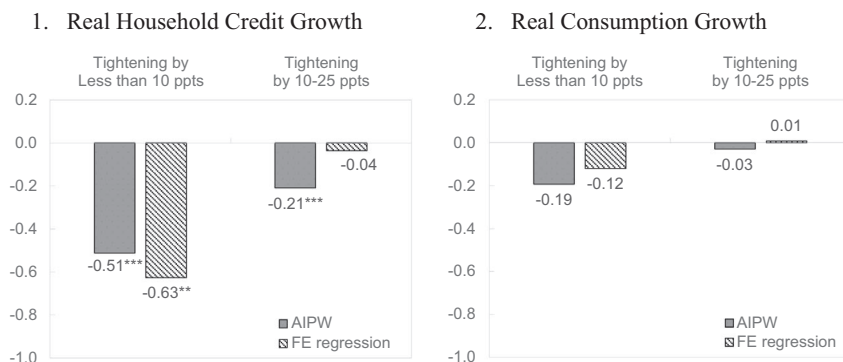 1. Real Household Credit Growth
Tightening by Less than 10 ppts
Tightening by 10-25 ppts
0.2
0.0
-0.2
-0.4
-0.6
-0.8
-1.0
-0.51***
-0.63**
-0.21***
-0.04
AIPW
FE regression
2. Real Consumption Growth
Tightening by Less than 10 ppts
Tightening by 10-25 ppts
0.2
0.0
-0.2
-0.4
-0.6
-0.8
-1.0
-0.19
-0.12
-0.03
0.01
AIPW
FE regression